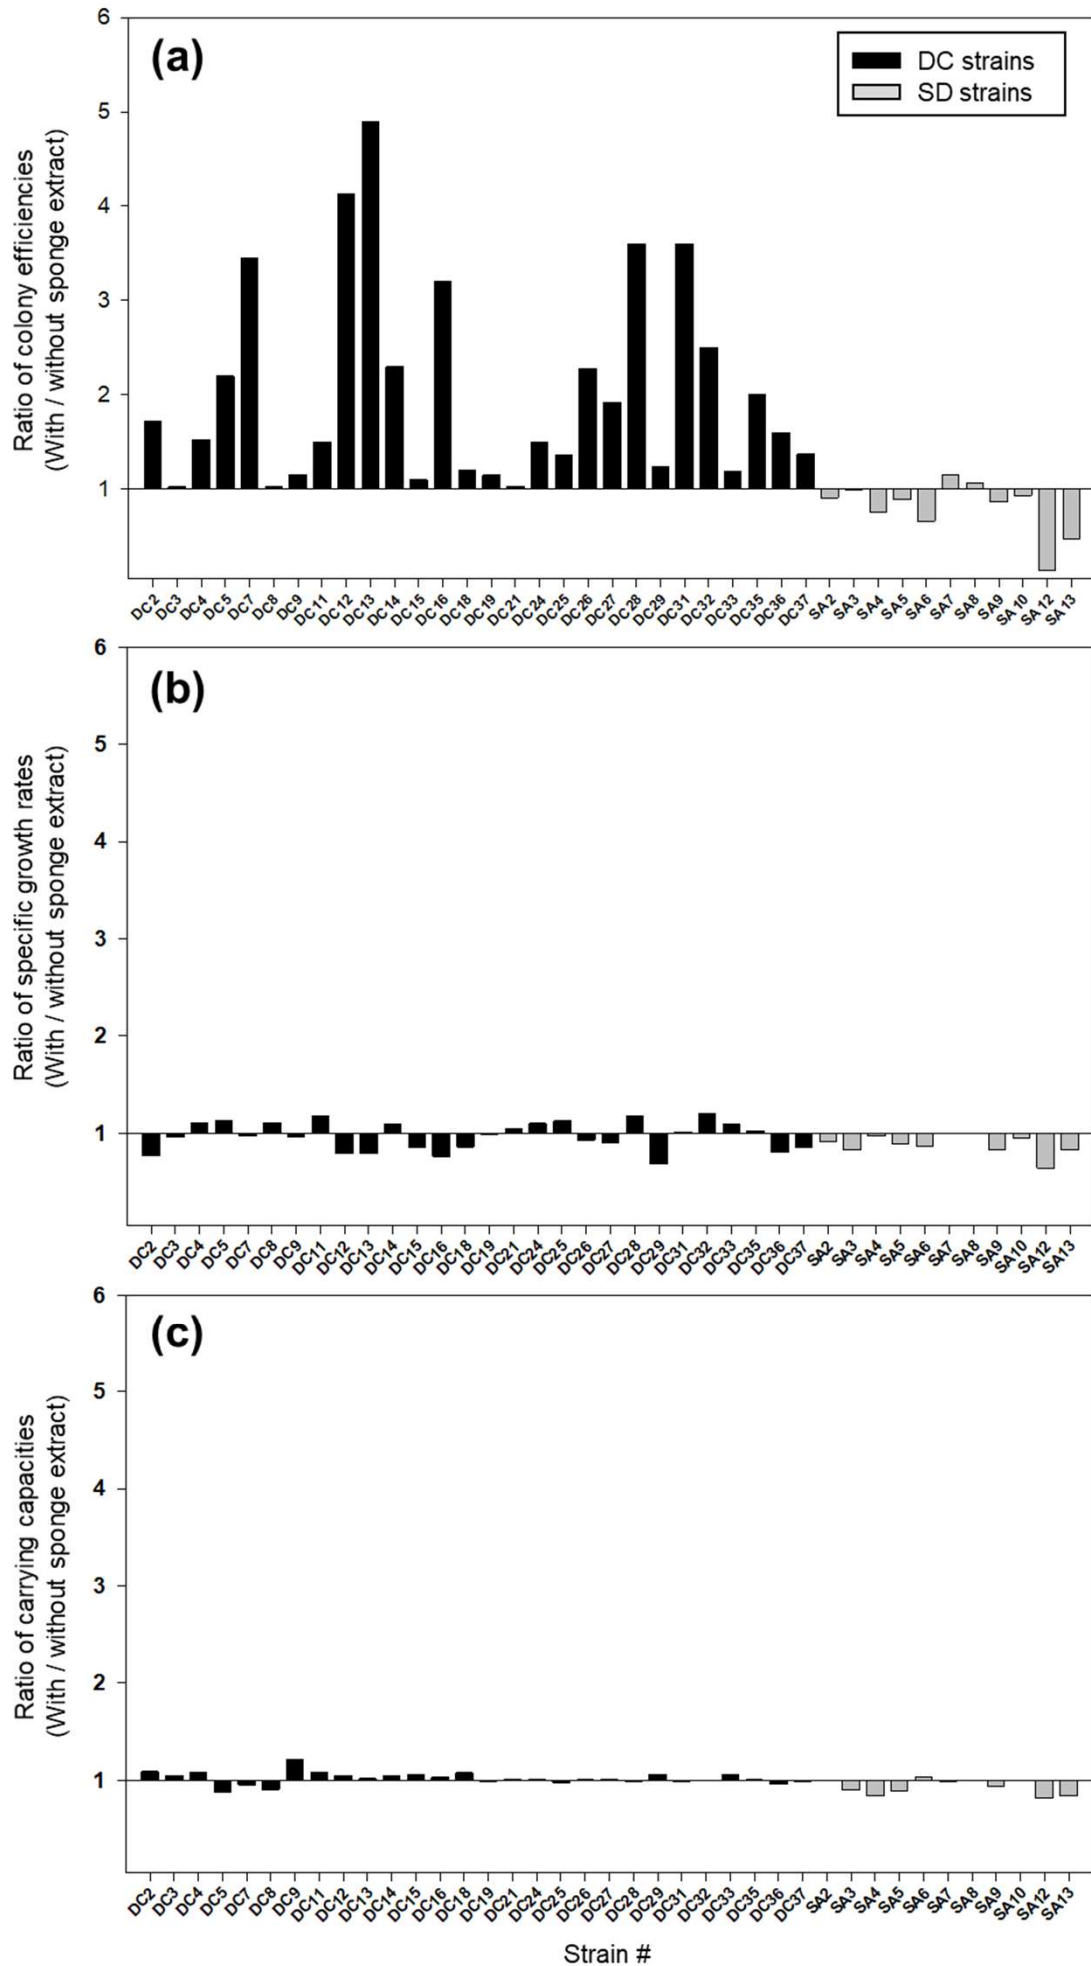 (a)
DC strains
SD strains
Ratio of colony efficiencies
(With / without sponge extract)
6
5
4
3
2
1
DC2 DC3 DC4 DC5 DC7 DC8 DC9 DC11 DC12 DC13 DC14 DC15 DC16 DC18 DC19 DC21 DC24 DC25 DC26 DC27 DC28 DC29 DC31 DC32 DC33 DC35 DC36 DC37 SA2 SA3 SA4 SA5 SA6 SA7 SA8 SA9 SA10 SA12 SA13
(b)
Ratio of specific growth rates
(With / without sponge extract)
6
5
4
3
2
1
DC2 DC3 DC4 DC5 DC7 DC8 DC9 DC11 DC12 DC13 DC14 DC15 DC16 DC18 DC19 DC21 DC24 DC25 DC26 DC27 DC28 DC29 DC31 DC32 DC33 DC35 DC36 DC37 SA2 SA3 SA4 SA5 SA6 SA7 SA8 SA9 SA10 SA12 SA13
(c)
Ratio of carrying capacities
(With / without sponge extract)
6
5
4
3
2
1
DC2 DC3 DC4 DC5 DC7 DC8 DC9 DC11 DC12 DC13 DC14 DC15 DC16 DC18 DC19 DC21 DC24 DC25 DC26 DC27 DC28 DC29 DC31 DC32 DC33 DC35 DC36 DC37 SA2 SA3 SA4 SA5 SA6 SA7 SA8 SA9 SA10 SA12 SA13
Strain #